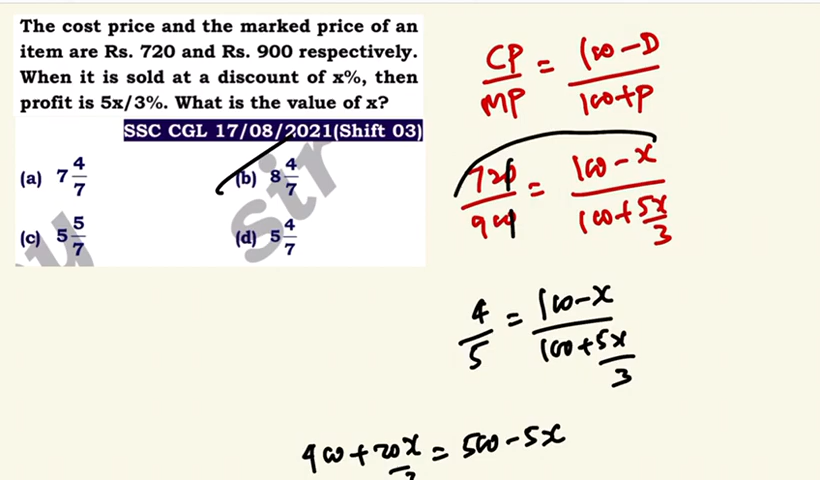 The cost price and the marked price of an
item are Rs. 720 and Rs. 900 respectively.
When it is sold at a discount of x%, then
profit is 5x/3%. What is the value of x?
SSC CGL 17/08/2021(Shift 03)
(a) 7 4/7
(b) 8 4/7
(c) 5 5/7
(d) 5 4/7
sir
CP/MP = 100-D/100+P
720/900 = 100-x/100+5x/3
4/5 = 100-x/100+5x/3
400+20x/3 = 500-5x